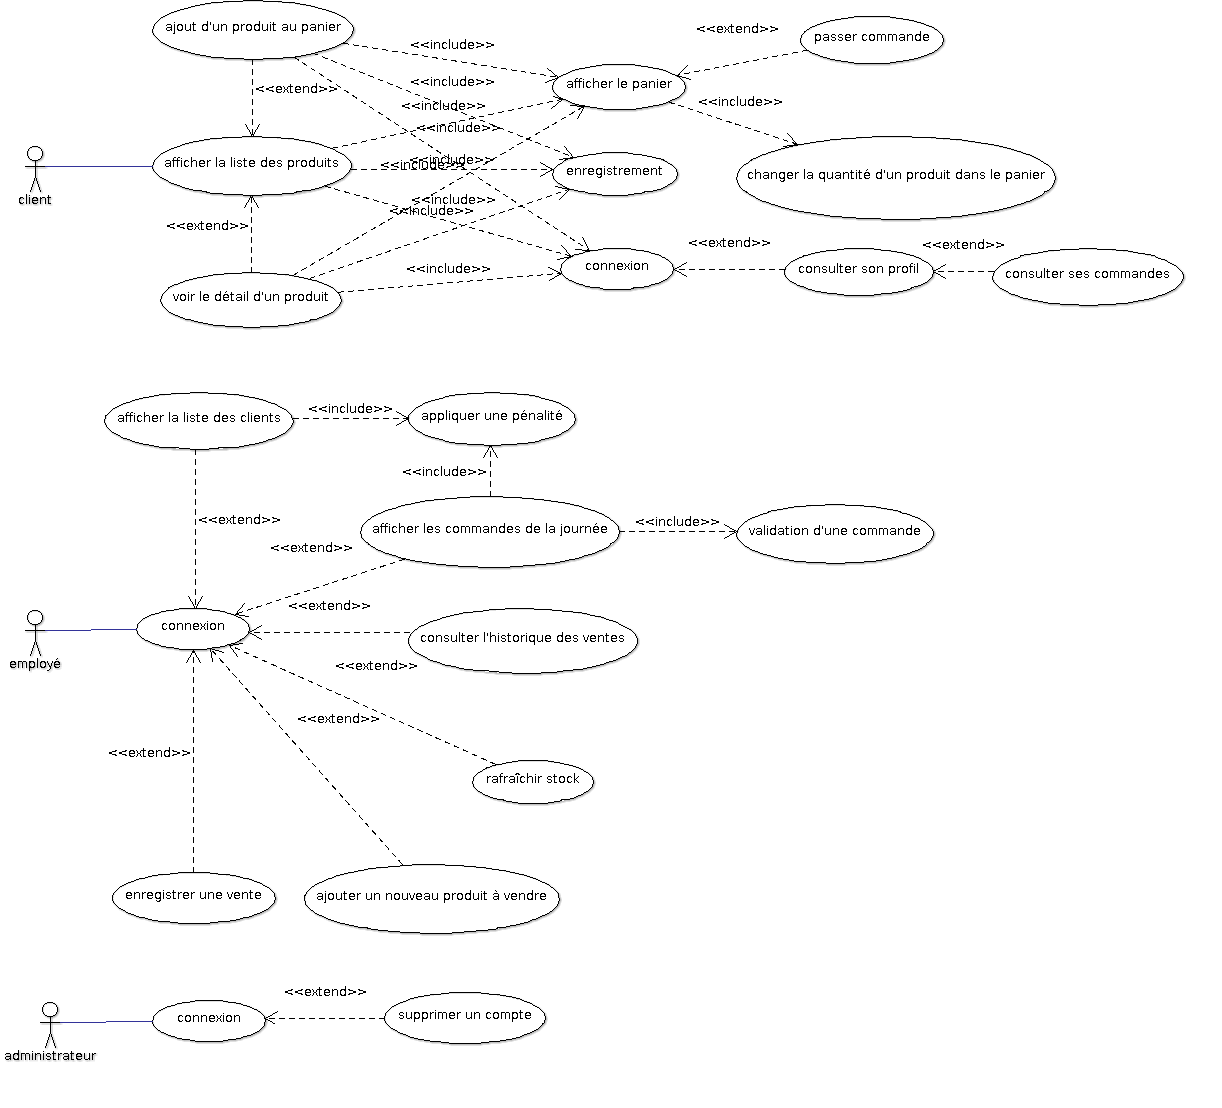 ajout d'un produit au panier
<<include>>
<<extend>>
passer commande
afficher le panier
<<include>>
<<extend>>
<<include>>
<<include>>
<<include>>
afficher la liste des produits
<<include>>
<<include>>
enregistrement
changer la quantité d'un produit dans le panier
client
<<include>>
<<include>>
<<extend>>
<<extend>>
<<extend>>
connexion
<<include>>
consulter son profil
consulter ses commandes
voir le détail d'un produit
afficher la liste des clients
<<include>>
appliquer une pénalité
<<include>>
<<extend>>
afficher les commandes de la journée
<<include>>
validation d'une commande
<<extend>>
<<extend>>
connexion
consulter l'historique des ventes
employé
<<extend>>
<<extend>>
<<extend>>
rafraîchir stock
enregistrer une vente
ajouter un nouveau produit à vendre
<<extend>>
connexion
supprimer un compte
administrateur